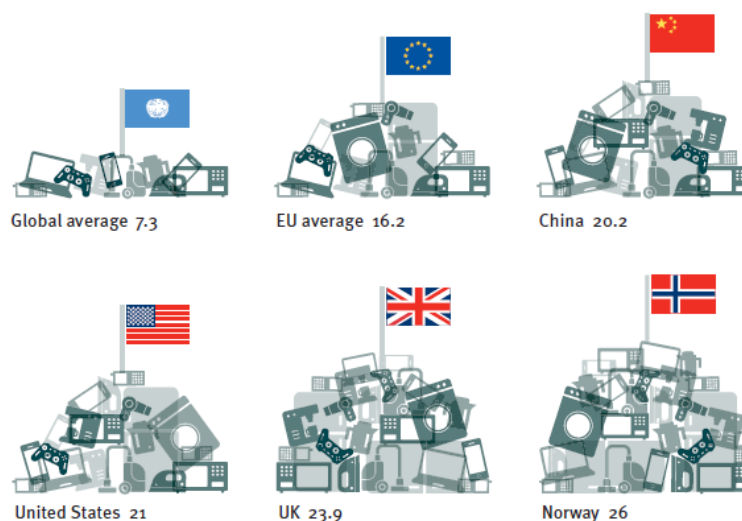 Global average 7.3
EU average 16.2
China 20.2
United States 21
UK 23.9
Norway 26